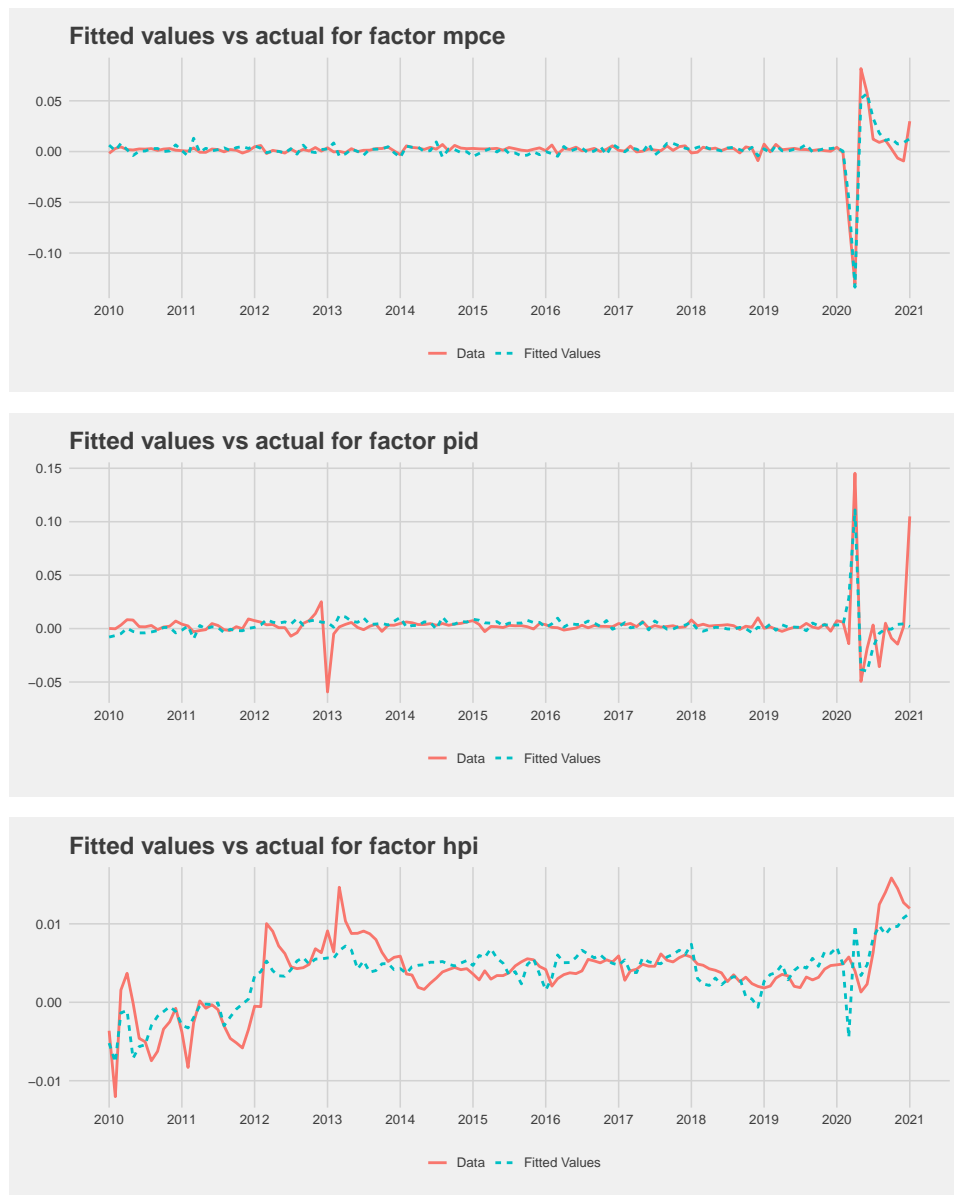 Fitted values vs actual for factor mpce
0.05
0.00
−0.05
−0.10
2010 2011 2012 2013 2014 2015 2016 2017 2018 2019 2020 2021
Data Fitted Values
Fitted values vs actual for factor pid
0.15
0.10
0.05
0.00
−0.05
2010 2011 2012 2013 2014 2015 2016 2017 2018 2019 2020 2021
Data Fitted Values
Fitted values vs actual for factor hpi
0.01
0.00
−0.01
2010 2011 2012 2013 2014 2015 2016 2017 2018 2019 2020 2021
Data Fitted Values